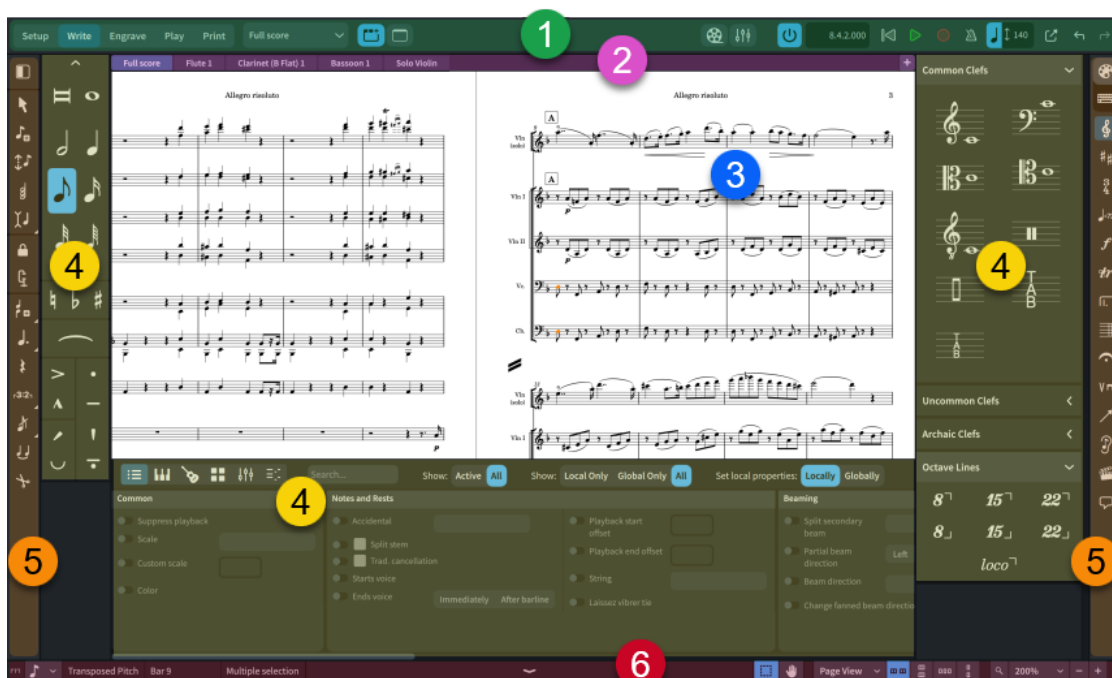 Setup Write Engrave Play Print Full score 1 8.4.2.000 140
Full score Flute 1 Clarinet (B Flat) 1 Bassoon 1 Solo Violin 2 +
Allegro risoluto
Allegro risoluto 3
A
Vln
(solo)
3
A
Vln I
p
Vln II
p
Vc.
Cb.
Vln
(solo)
Vln I
p
4
Common Clefs
4
T
A
B
T
A
B
Uncommon Clefs
Archaic Clefs
Octave Lines
8 15 22
8 15 22
loco
5
5
Search... Show: Active All Show: Local Only Global Only All Set local properties: Locally Globally
4
Common
Suppress playback
Scale
Custom scale
Color
Notes and Rests
Accidental
Split stem
Trad. cancellation
Starts voice
Ends voice Immediately After barline
Playback start
offset
Playback end offset
String
Laissez vibrer tie
Beaming
Split secondary
beam
Partial beam
direction Left
Beam direction
Change fanned beam directio
Transposed Pitch Bar 9 Multiple selection 6 Page View 200%